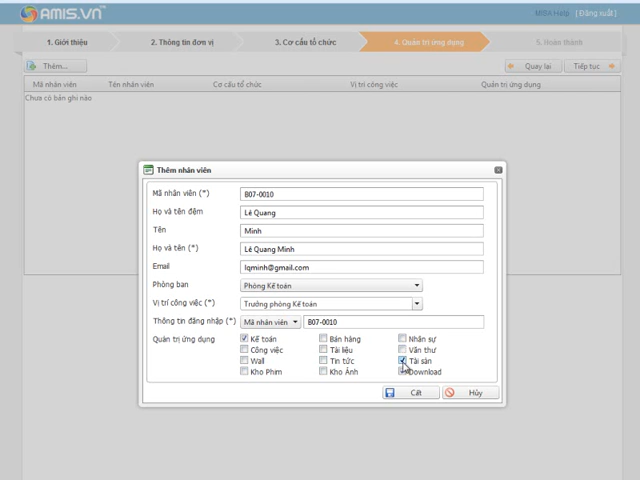 AMIS.VN
MISA Help [ Đăng xuất ]
1. Giới thiệu 2. Thông tin đơn vị 3. Cơ cấu tổ chức 4. Quản trị ứng dụng 5. Hoàn thành
Thêm... Quay lại Tiếp tục
Mã nhân viên Tên nhân viên Cơ cấu tổ chức Vị trí công việc Quản trị ứng dụng
Chưa có bản ghi nào
Thêm nhân viên
Mã nhân viên (*) B07-0010
Họ và tên đệm Lê Quang
Tên Minh
Họ và tên (*) Lê Quang Minh
Email lqminh@gmail.com
Phòng ban Phòng Kế toán
Vị trí công việc (*) Trưởng phòng Kế toán
Thông tin đăng nhập (*) Mã nhân viên B07-0010
Quản trị ứng dụng Kế toán Bán hàng Nhân sự
Công việc Tài liệu Văn thư
Wall Tin tức Tài sản
Kho Phim Kho Ảnh Download
Cất Hủy